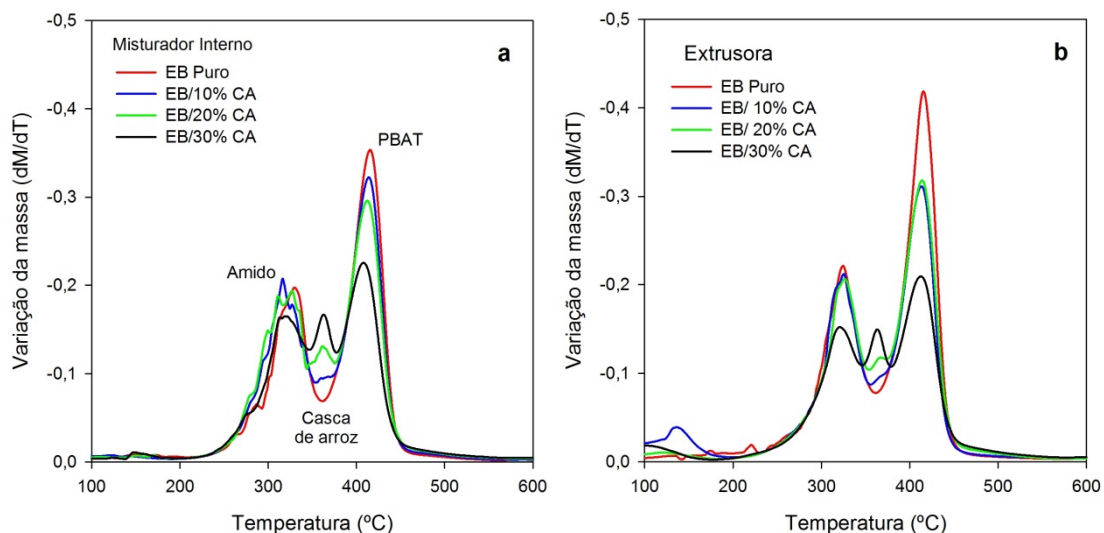 Misturador Interno
a
EB Puro
EB/10% CA
EB/20% CA
EB/30% CA
PBAT
Amido
Casca
de arroz
Variação da massa (dM/dT)
-0,5
-0,4
-0,3
-0,2
-0,1
0,0
100 200 300 400 500 600
Temperatura (ºC)
Extrusora
b
EB Puro
EB/ 10% CA
EB/ 20% CA
EB/30% CA
Variação da massa (dM/dT)
-0,5
-0,4
-0,3
-0,2
-0,1
0,0
100 200 300 400 500 600
Temperatura (ºC)